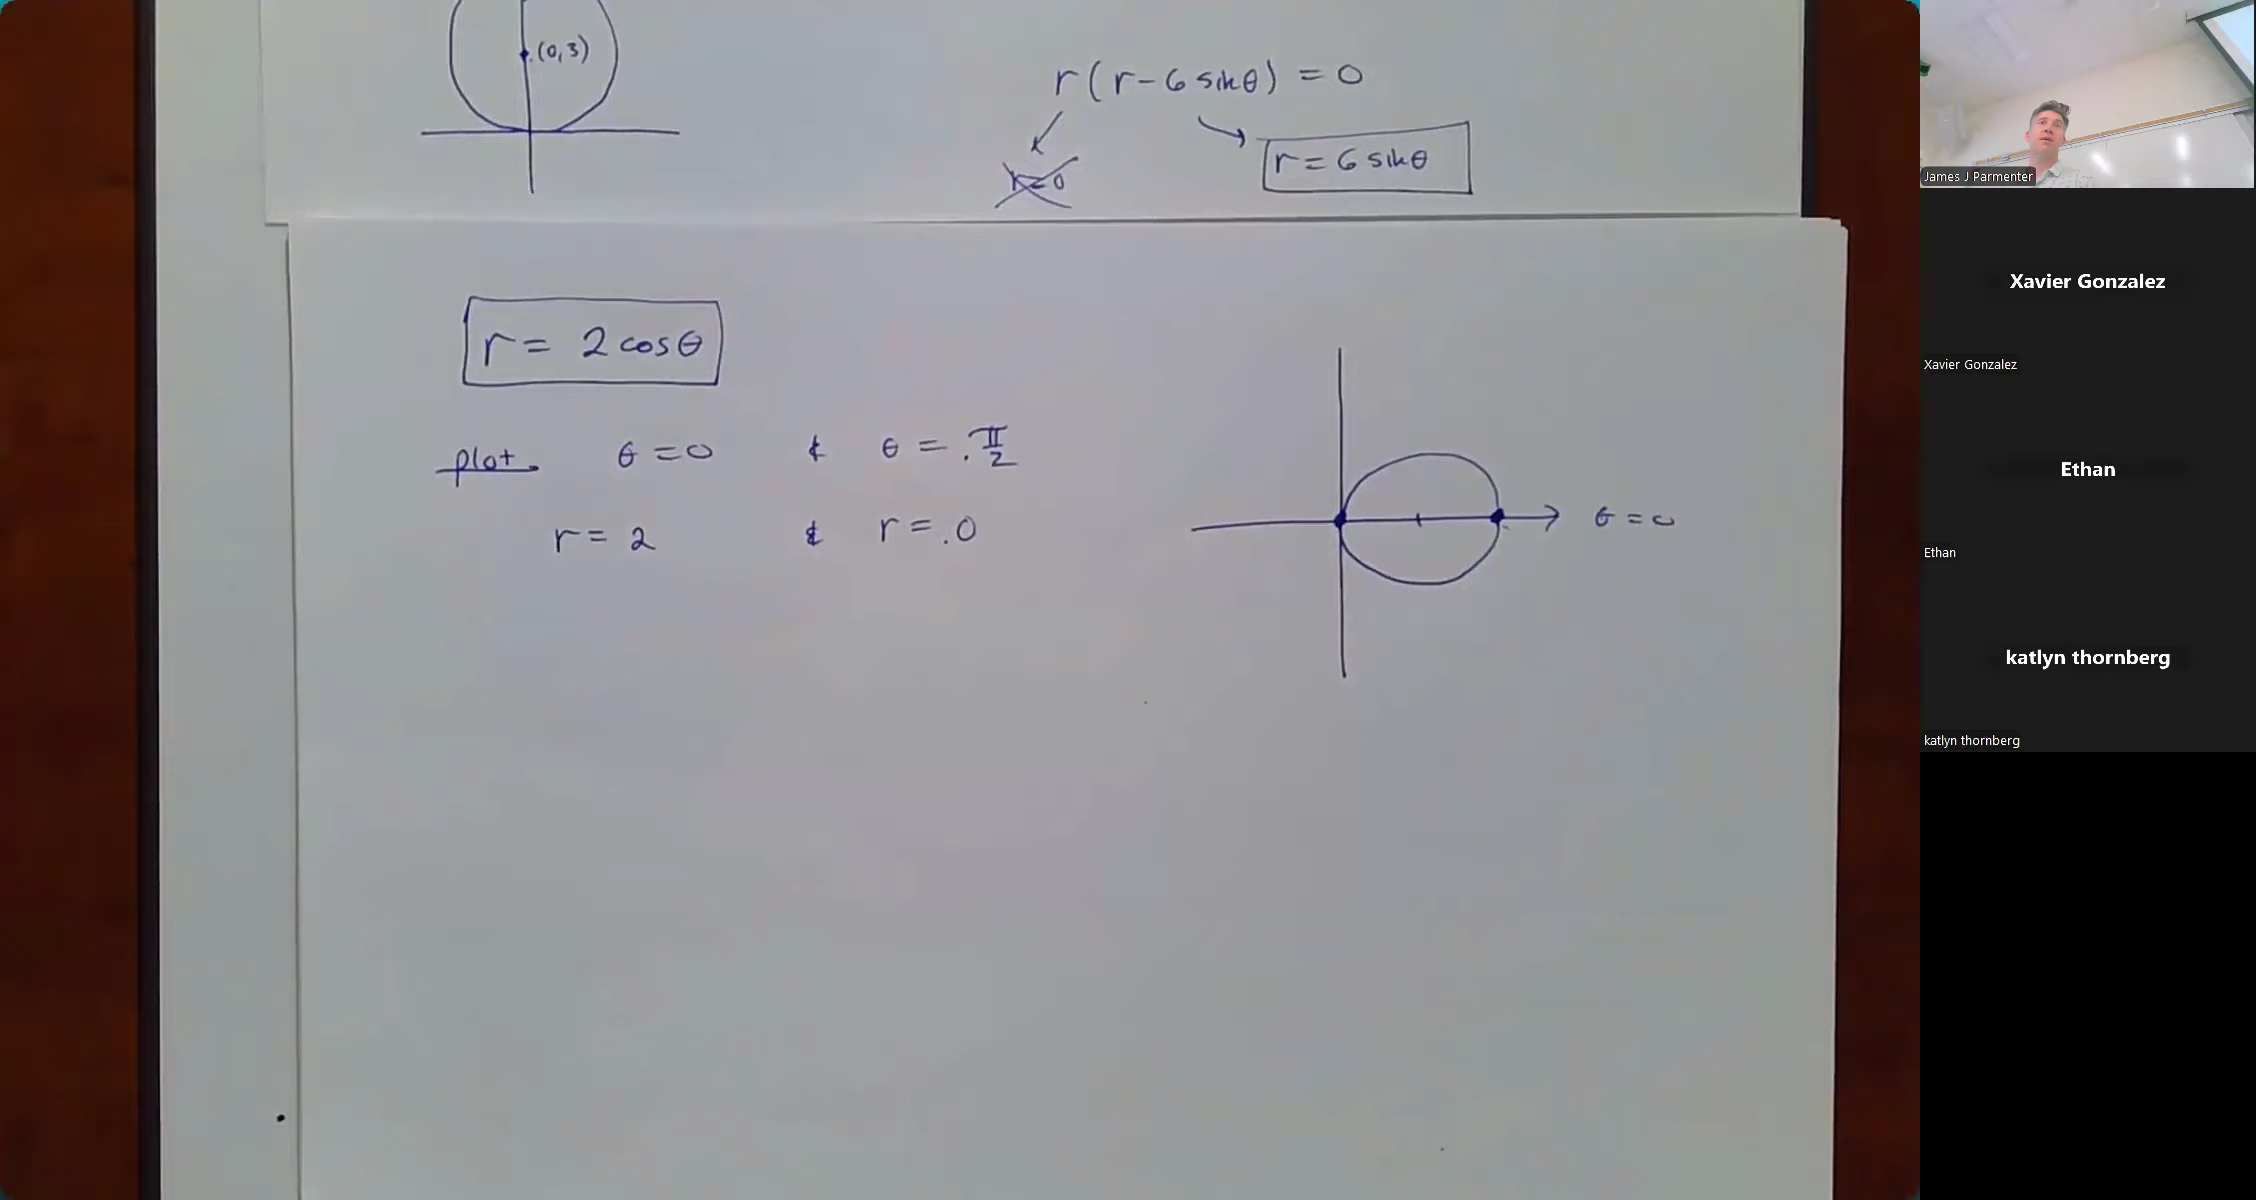 (0,3)
r(r-6sinθ) = 0
r=0
r=6sinθ
r = 2cosθ
plot θ=0 & θ = π/2
r=2 & r=0
θ=0
James J Parmenter
Xavier Gonzalez
Xavier Gonzalez
Ethan
Ethan
katlyn thornberg
katlyn thornberg